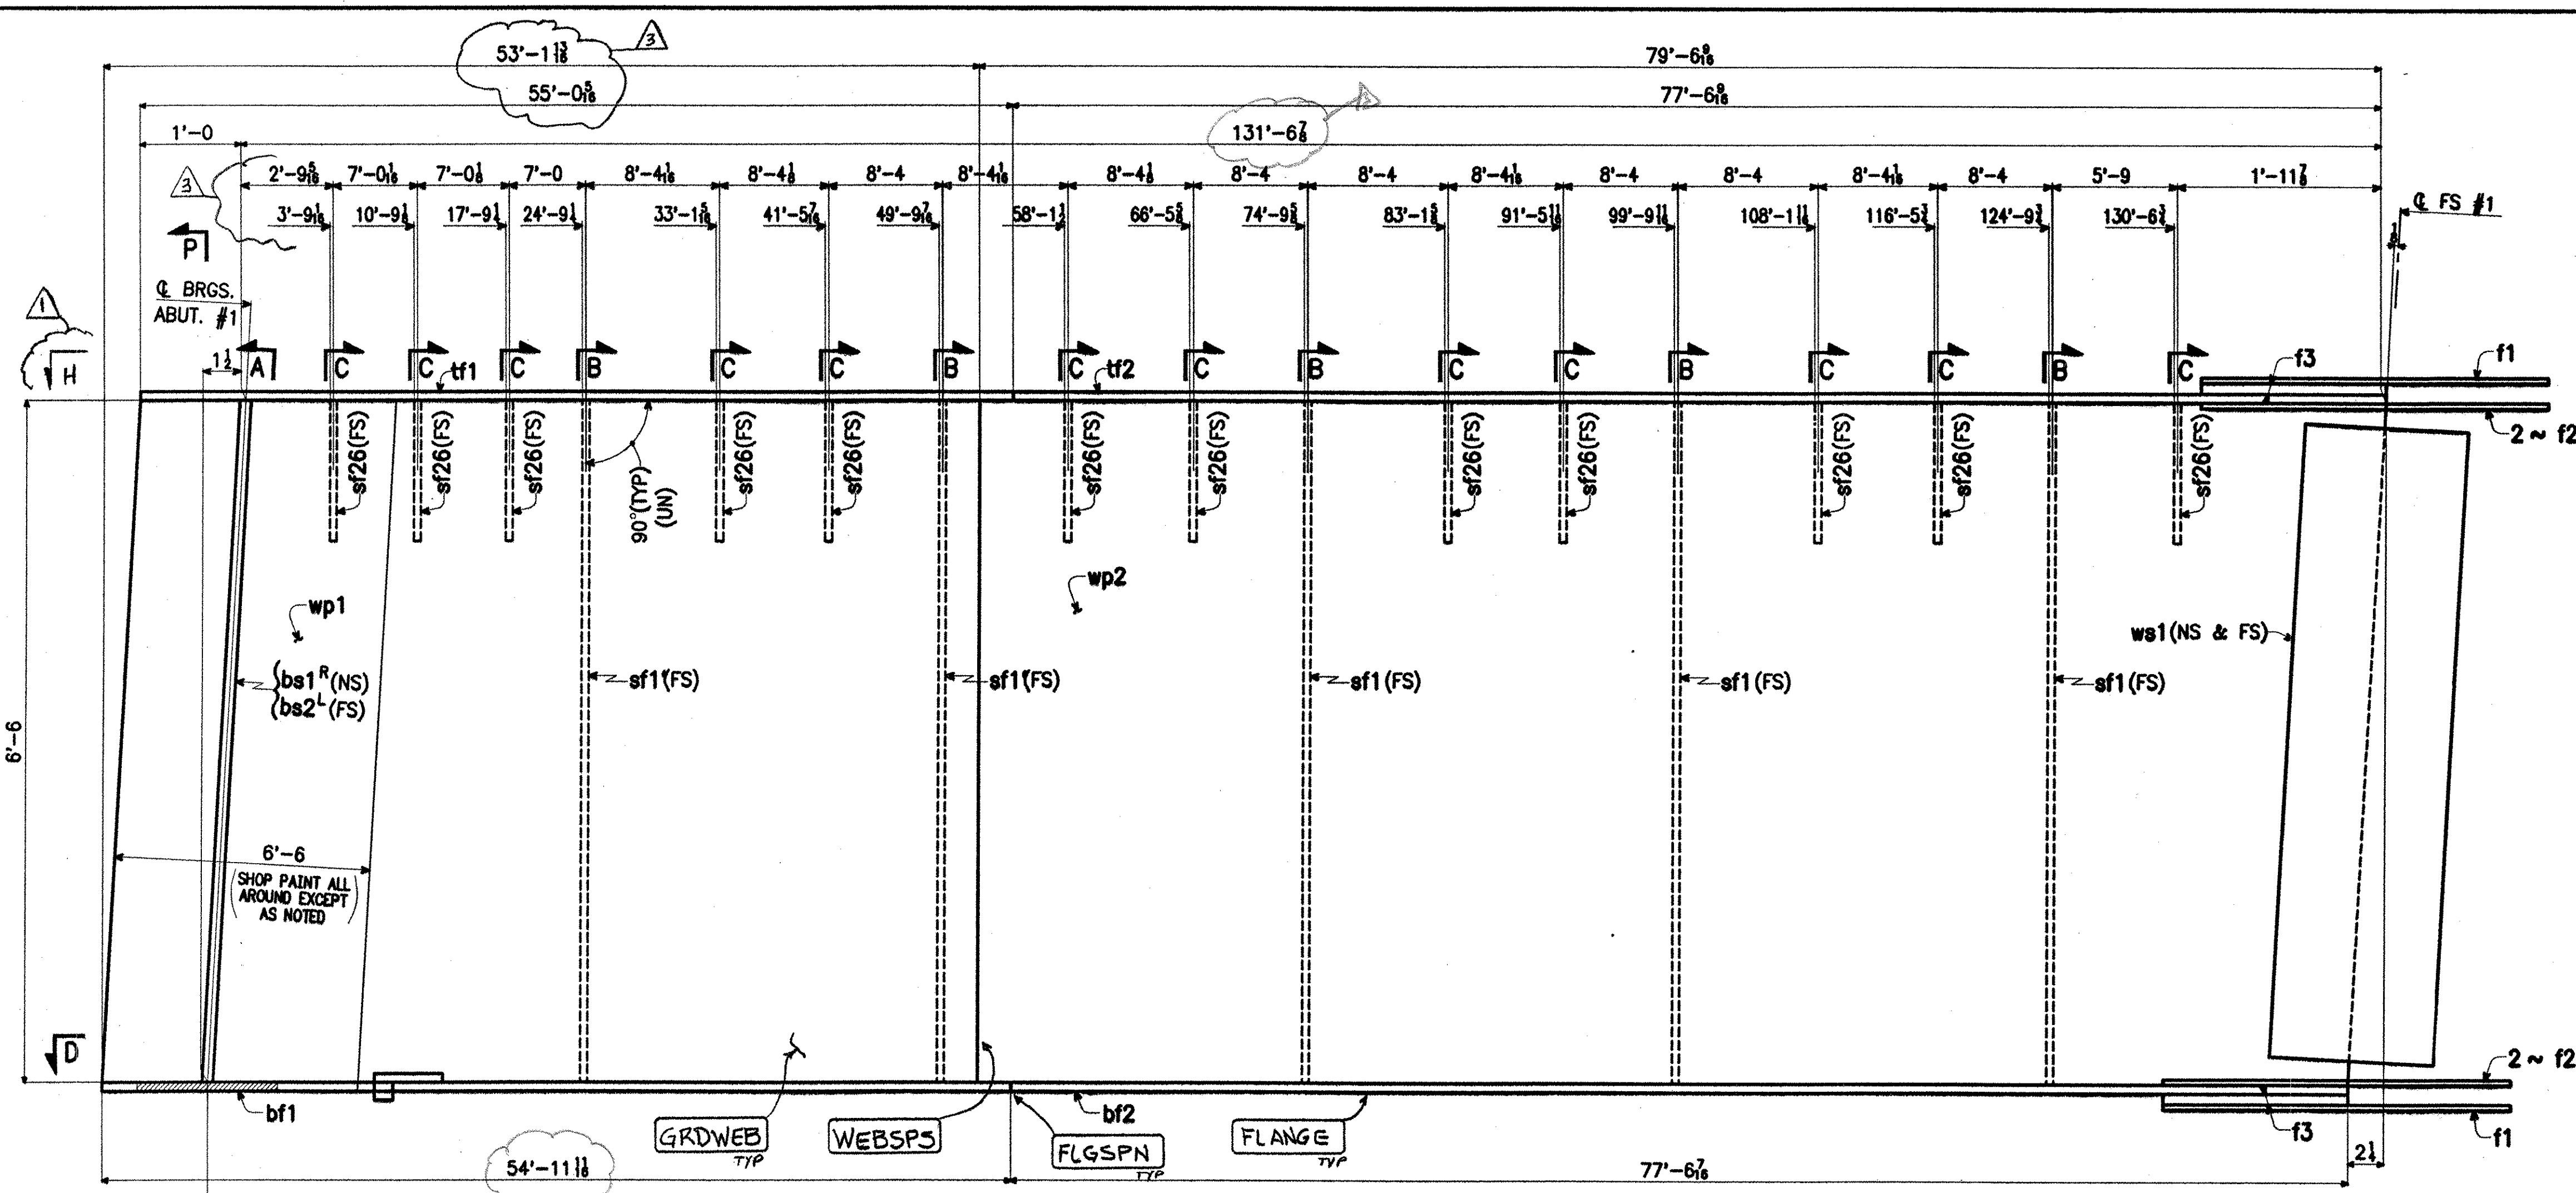 53'-1 13/16
3
79'-6 9/16
55'-0 5/16
77'-6 9/16
1'-0
131'-6 7/8
3
2'-9 5/16 7'-0 1/16 7'-0 1/8 7'-0 8'-4 1/16 8'-4 1/8 8'-4 8'-4 1/16 8'-4 1/8 8'-4 8'-4 8'-4 1/16 8'-4 8'-4 8'-4 1/16 8'-4 5'-9 1'-11 7/8
3'-9 1/16 10'-9 1/8 17'-9 1/4 24'-9 1/4 33'-1 5/16 41'-5 7/16 49'-9 7/16 58'-1 1/2 66'-5 5/8 74'-9 5/8 83'-1 5/8 91'-5 11/16 99'-9 11/16 108'-1 11/16 116'-5 3/4 124'-9 3/4 130'-6 3/4
℄ FS #1
1/8
P
℄ BRGS.
ABUT. #1
1
H
1 1/2
A C C C B C C B C C B C C B C C B C
tf1
tf2
f3
f1
2 ~ f2
sf26(FS) sf26(FS) sf26(FS) sf26(FS) sf26(FS) sf26(FS) sf26(FS) sf26(FS) sf26(FS) sf26(FS) sf26(FS) sf26(FS)
90°(TYP)
(UN)
wp1
wp2
ws1(NS & FS)
bs1 R (NS)
bs2 L (FS)
sf1(FS) sf1(FS) sf1(FS) sf1(FS) sf1(FS)
6'-6
6'-6
(SHOP PAINT ALL
AROUND EXCEPT
AS NOTED)
D
2 ~ f2
bf1
bf2
f3
f1
GRDWEB
TYP
WEBSPS
FLGSPN
TYP
FLANGE
TYP
54'-11 11/16
77'-6 7/16
2 1/4